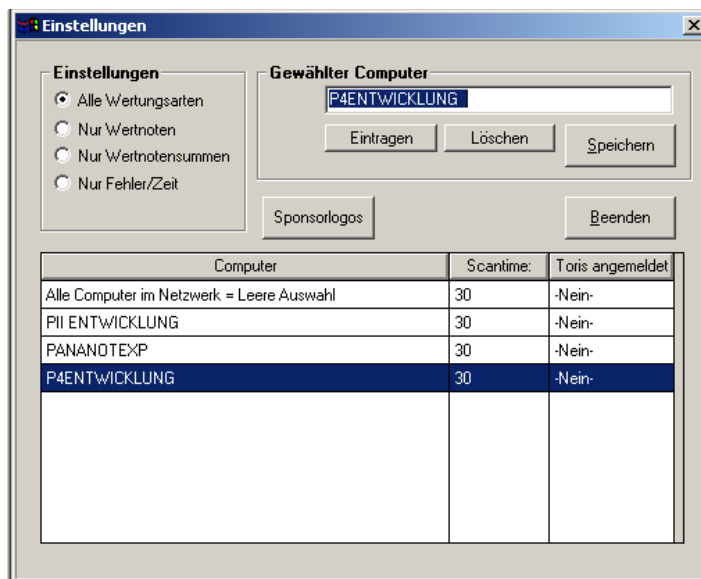 Einstellungen
Einstellungen
Alle Wertungsarten
Nur Wertnoten
Nur Wertnotensummen
Nur Fehler/Zeit
Gewählter Computer
P4ENTWICKLUNG
Eintragen
Löschen
Speichern
Sponsorlogos
Beenden
Computer Scantime: Toris angemeldet
Alle Computer im Netzwerk = Leere Auswahl 30 -Nein-
PII ENTWICKLUNG 30 -Nein-
PANANOTEXP 30 -Nein-
P4ENTWICKLUNG 30 -Nein-